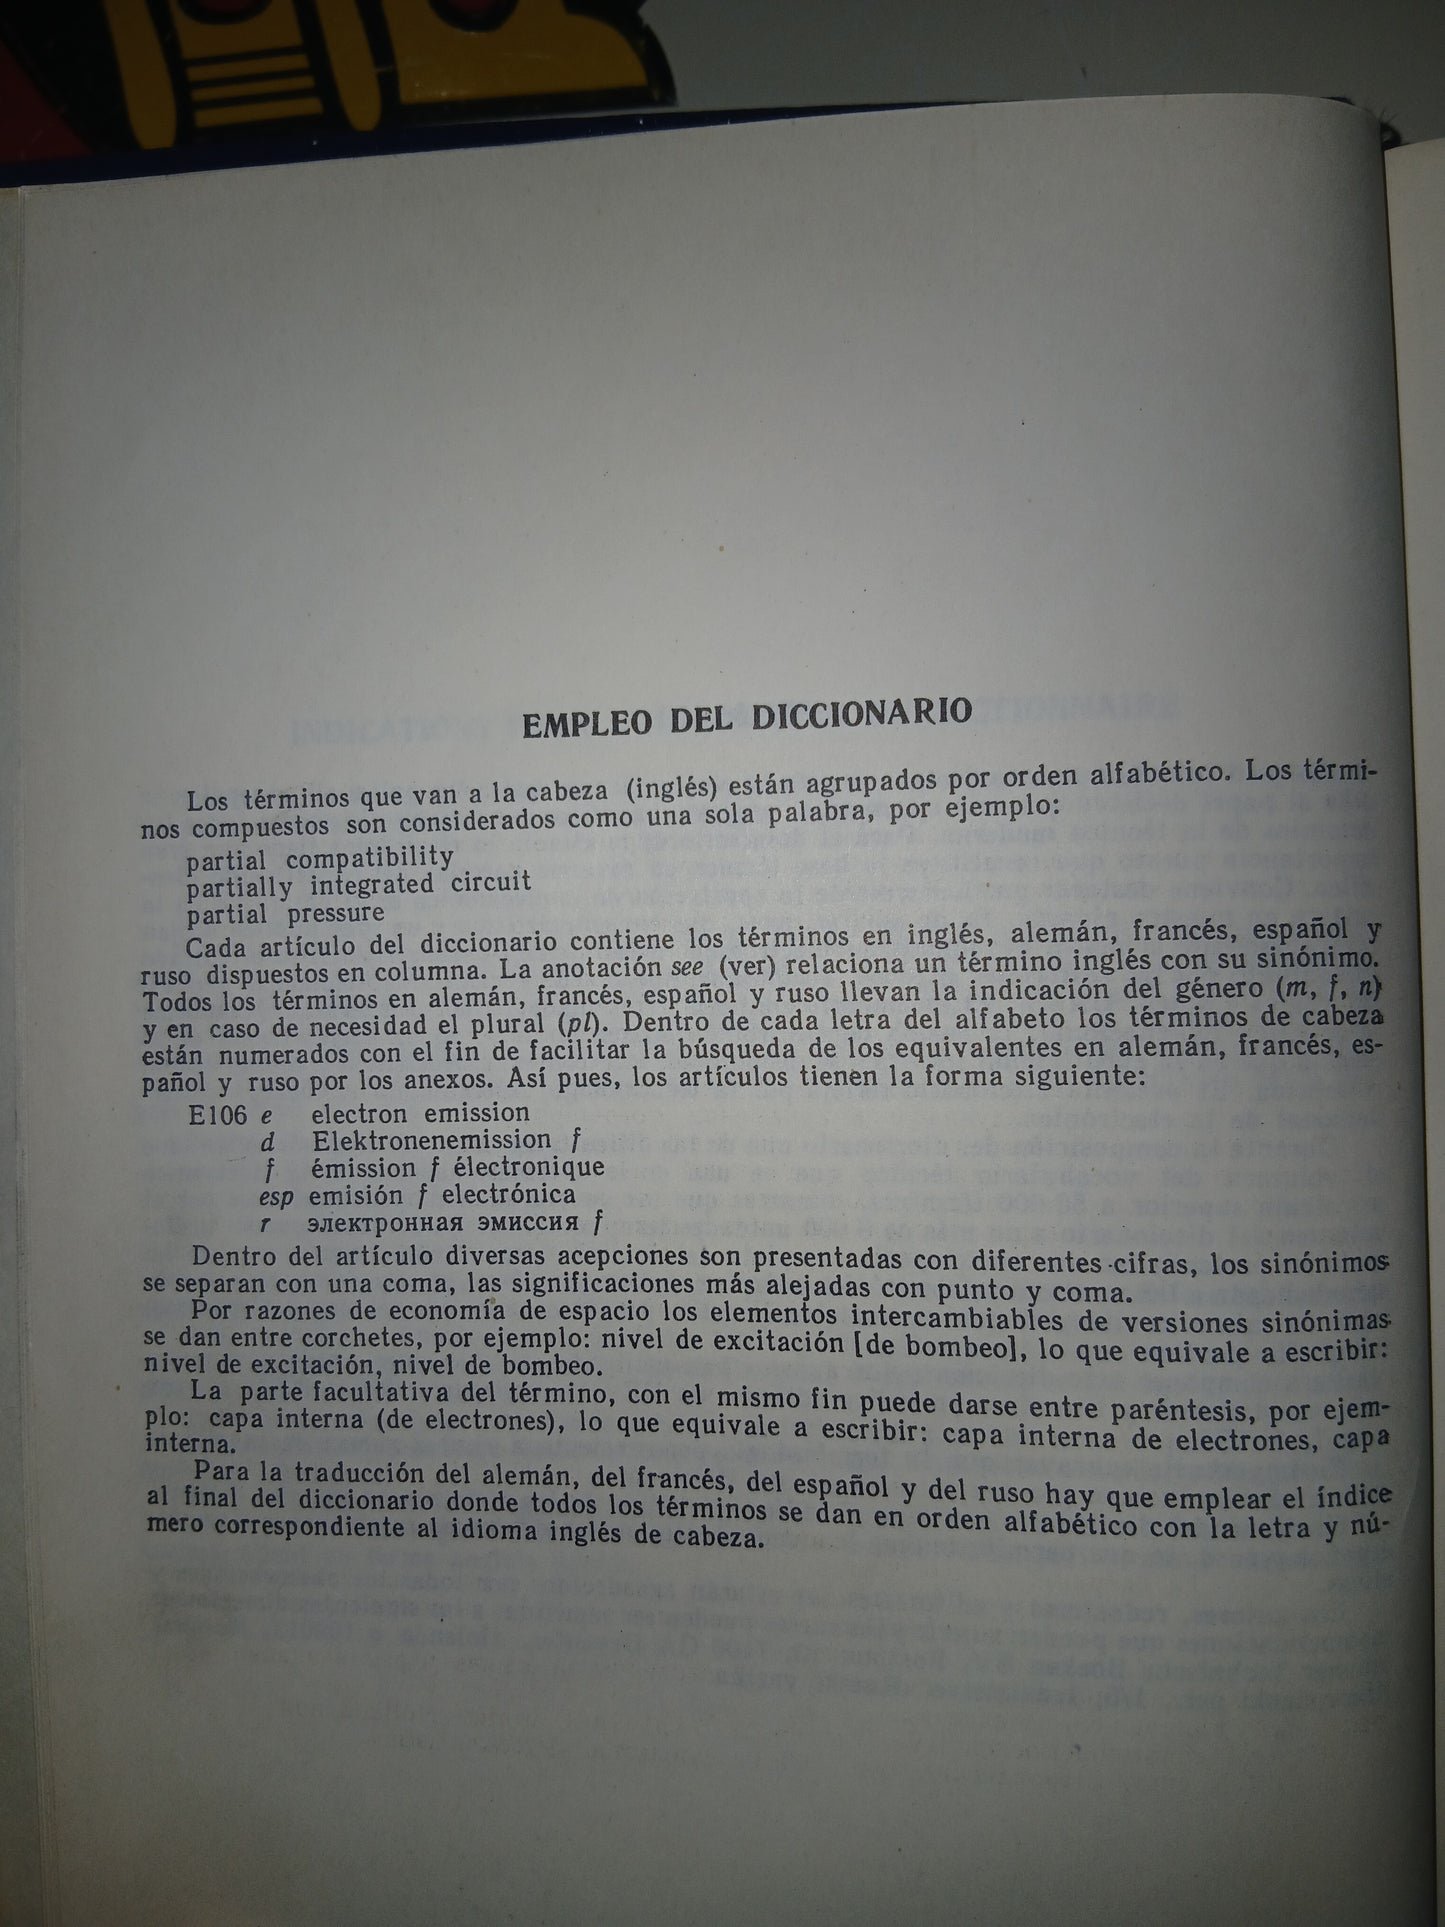 EMPLEO DEL DICCIONARIO
Los términos que van a la cabeza (inglés) están agrupados por orden alfabético. Los térmi-
nos compuestos son considerados como una sola palabra, por ejemplo:
partial compatibility
partially integrated circuit
partial pressure
Cada artículo del diccionario contiene los términos en inglés, alemán, francés, español y
ruso dispuestos en columna. La anotación see (ver) relaciona un término inglés con su sinónimo.
Todos los términos en alemán, francés, español y ruso llevan la indicación del género (m, f, n)
y en caso de necesidad el plural (pl). Dentro de cada letra del alfabeto los términos de cabeza
están numerados con el fin de facilitar la búsqueda de los equivalentes en alemán, francés, es-
pañol y ruso por los anexos. Así pues, los artículos tienen la forma siguiente:
E106 e electron emission
d Elektronenemission f
f émission f électronique
esp emisión f electrónica
r электронная эмиссия f
Dentro del artículo diversas acepciones son presentadas con diferentes cifras, los sinónimos
se separan con una coma, las significaciones más alejadas con punto y coma.
Por razones de economía de espacio los elementos intercambiables de versiones sinónimas
se dan entre corchetes, por ejemplo: nivel de excitación [de bombeo], lo que equivale a escribir:
nivel de excitación, nivel de bombeo.
La parte facultativa del término, con el mismo fin puede darse entre paréntesis, por ejem-
plo: capa interna (de electrones), lo que equivale a escribir: capa interna de electrones, capa
interna.
Para la traducción del alemán, del francés, del español y del ruso hay que emplear el índice
al final del diccionario donde todos los términos se dan en orden alfabético con la letra y nú-
mero correspondiente al idioma inglés de cabeza.